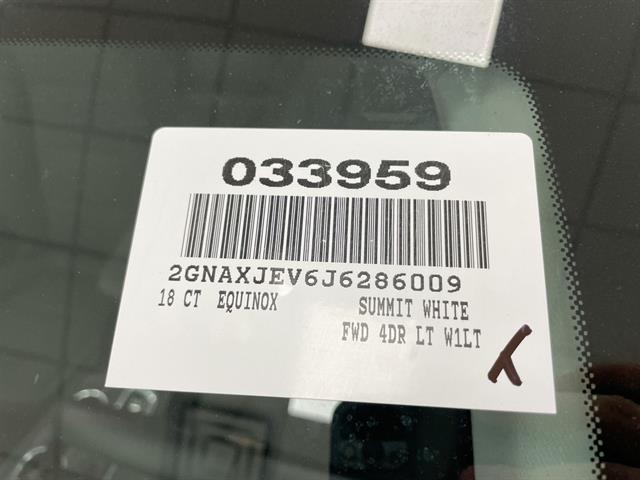 033959
2GNAXJEV6J6286009
18 CT EQUINOX SUMMIT WHITE
FWD 4DR LT W1LT